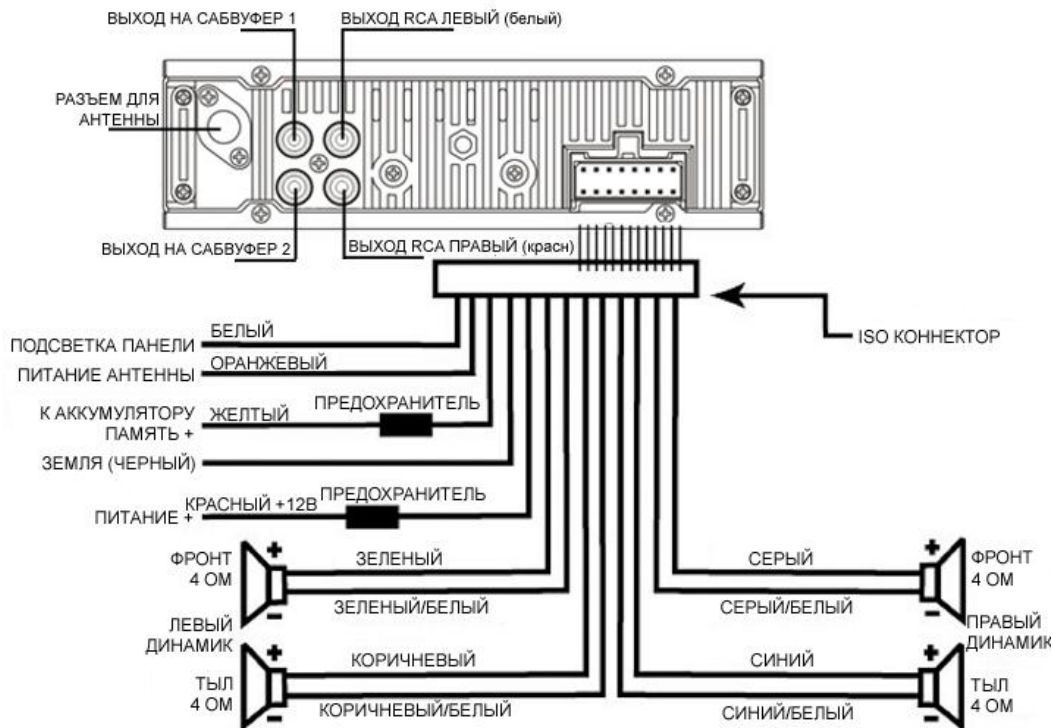 ВЫХОД НА САБВУФЕР 1
ВЫХОД RCA ЛЕВЫЙ (белый)
РАЗЪЕМ ДЛЯ
АНТЕННЫ
ВЫХОД НА САБВУФЕР 2
ВЫХОД RCA ПРАВЫЙ (красн)
ISO КОННЕКТОР
БЕЛЫЙ
ПОДСВЕТКА ПАНЕЛИ
ОРАНЖЕВЫЙ
ПИТАНИЕ АНТЕННЫ
К АККУМУЛЯТОРУ
ПАМЯТЬ +
ЖЕЛТЫЙ
ПРЕДОХРАНИТЕЛЬ
ЗЕМЛЯ (ЧЕРНЫЙ)
ПИТАНИЕ +
КРАСНЫЙ +12В
ПРЕДОХРАНИТЕЛЬ
ФРОНТ
4 ОМ
+
-
ЗЕЛЕНЫЙ
ЗЕЛЕНЫЙ/БЕЛЫЙ
СЕРЫЙ
СЕРЫЙ/БЕЛЫЙ
+
-
ФРОНТ
4 ОМ
ЛЕВЫЙ
ДИНАМИК
ПРАВЫЙ
ДИНАМИК
ТЫЛ
4 ОМ
+
-
КОРИЧНЕВЫЙ
КОРИЧНЕВЫЙ/БЕЛЫЙ
СИНИЙ
СИНИЙ/БЕЛЫЙ
+
-
ТЫЛ
4 ОМ